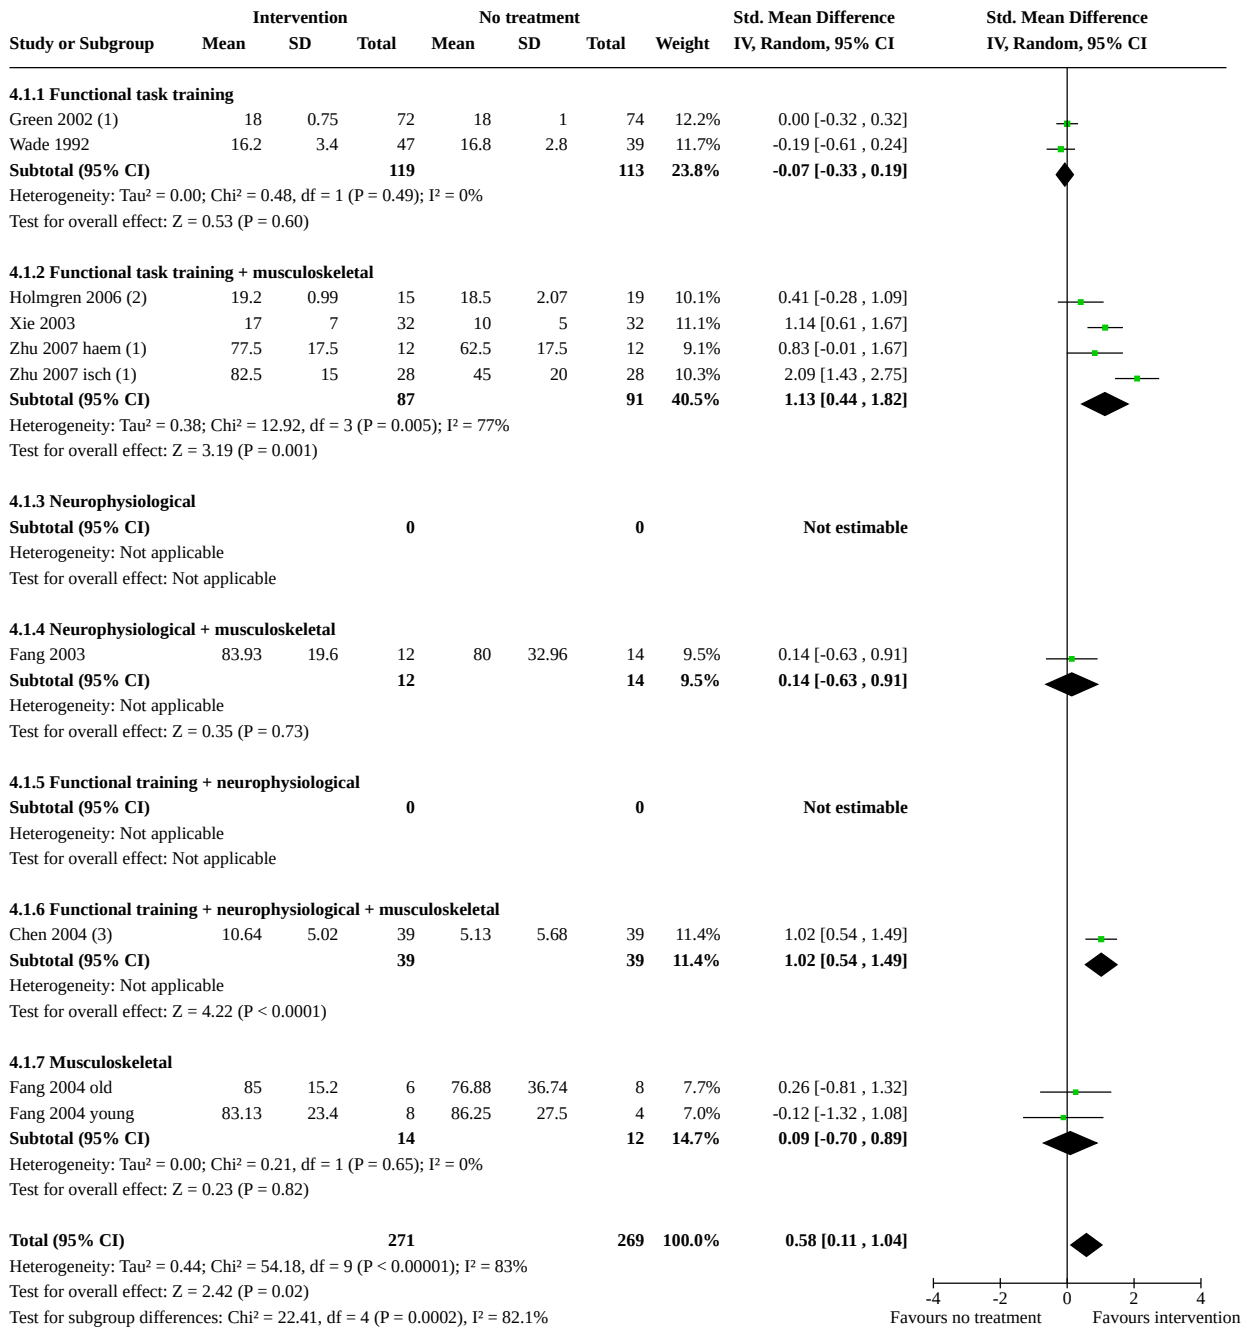 Intervention No treatment Std. Mean Difference Std. Mean Difference
Study or Subgroup Mean SD Total Mean SD Total Weight IV, Random, 95% CI IV, Random, 95% CI
4.1.1 Functional task training
Green 2002 (1) 18 0.75 72 18 1 74 12.2% 0.00 [-0.32 , 0.32]
Wade 1992 16.2 3.4 47 16.8 2.8 39 11.7% -0.19 [-0.61 , 0.24]
Subtotal (95% CI) 119 113 23.8% -0.07 [-0.33 , 0.19]
Heterogeneity: Tau² = 0.00; Chi² = 0.48, df = 1 (P = 0.49); I² = 0%
Test for overall effect: Z = 0.53 (P = 0.60)
4.1.2 Functional task training + musculoskeletal
Holmgren 2006 (2) 19.2 0.99 15 18.5 2.07 19 10.1% 0.41 [-0.28 , 1.09]
Xie 2003 17 7 32 10 5 32 11.1% 1.14 [0.61 , 1.67]
Zhu 2007 haem (1) 77.5 17.5 12 62.5 17.5 12 9.1% 0.83 [-0.01 , 1.67]
Zhu 2007 isch (1) 82.5 15 28 45 20 28 10.3% 2.09 [1.43 , 2.75]
Subtotal (95% CI) 87 91 40.5% 1.13 [0.44 , 1.82]
Heterogeneity: Tau² = 0.38; Chi² = 12.92, df = 3 (P = 0.005); I² = 77%
Test for overall effect: Z = 3.19 (P = 0.001)
4.1.3 Neurophysiological
Subtotal (95% CI) 0 0 Not estimable
Heterogeneity: Not applicable
Test for overall effect: Not applicable
4.1.4 Neurophysiological + musculoskeletal
Fang 2003 83.93 19.6 12 80 32.96 14 9.5% 0.14 [-0.63 , 0.91]
Subtotal (95% CI) 12 14 9.5% 0.14 [-0.63 , 0.91]
Heterogeneity: Not applicable
Test for overall effect: Z = 0.35 (P = 0.73)
4.1.5 Functional training + neurophysiological
Subtotal (95% CI) 0 0 Not estimable
Heterogeneity: Not applicable
Test for overall effect: Not applicable
4.1.6 Functional training + neurophysiological + musculoskeletal
Chen 2004 (3) 10.64 5.02 39 5.13 5.68 39 11.4% 1.02 [0.54 , 1.49]
Subtotal (95% CI) 39 39 11.4% 1.02 [0.54 , 1.49]
Heterogeneity: Not applicable
Test for overall effect: Z = 4.22 (P < 0.0001)
4.1.7 Musculoskeletal
Fang 2004 old 85 15.2 6 76.88 36.74 8 7.7% 0.26 [-0.81 , 1.32]
Fang 2004 young 83.13 23.4 8 86.25 27.5 4 7.0% -0.12 [-1.32 , 1.08]
Subtotal (95% CI) 14 12 14.7% 0.09 [-0.70 , 0.89]
Heterogeneity: Tau² = 0.00; Chi² = 0.21, df = 1 (P = 0.65); I² = 0%
Test for overall effect: Z = 0.23 (P = 0.82)
Total (95% CI) 271 269 100.0% 0.58 [0.11 , 1.04]
Heterogeneity: Tau² = 0.44; Chi² = 54.18, df = 9 (P < 0.00001); I² = 83%
Test for overall effect: Z = 2.42 (P = 0.02)
-4 -2 0 2 4
Test for subgroup differences: Chi² = 22.41, df = 4 (P = 0.0002), I² = 82.1% Favours no treatment Favours intervention